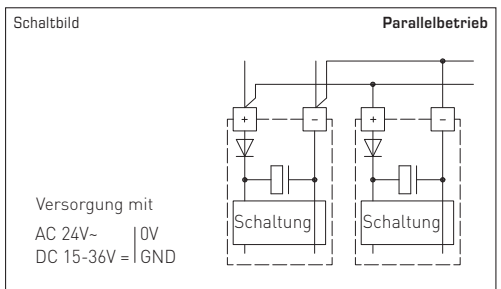 Schaltbild Parallelbetrieb
+ − + −
Schaltung Schaltung
Versorgung mit
AC 24V~ | 0V
DC 15-36V = | GND